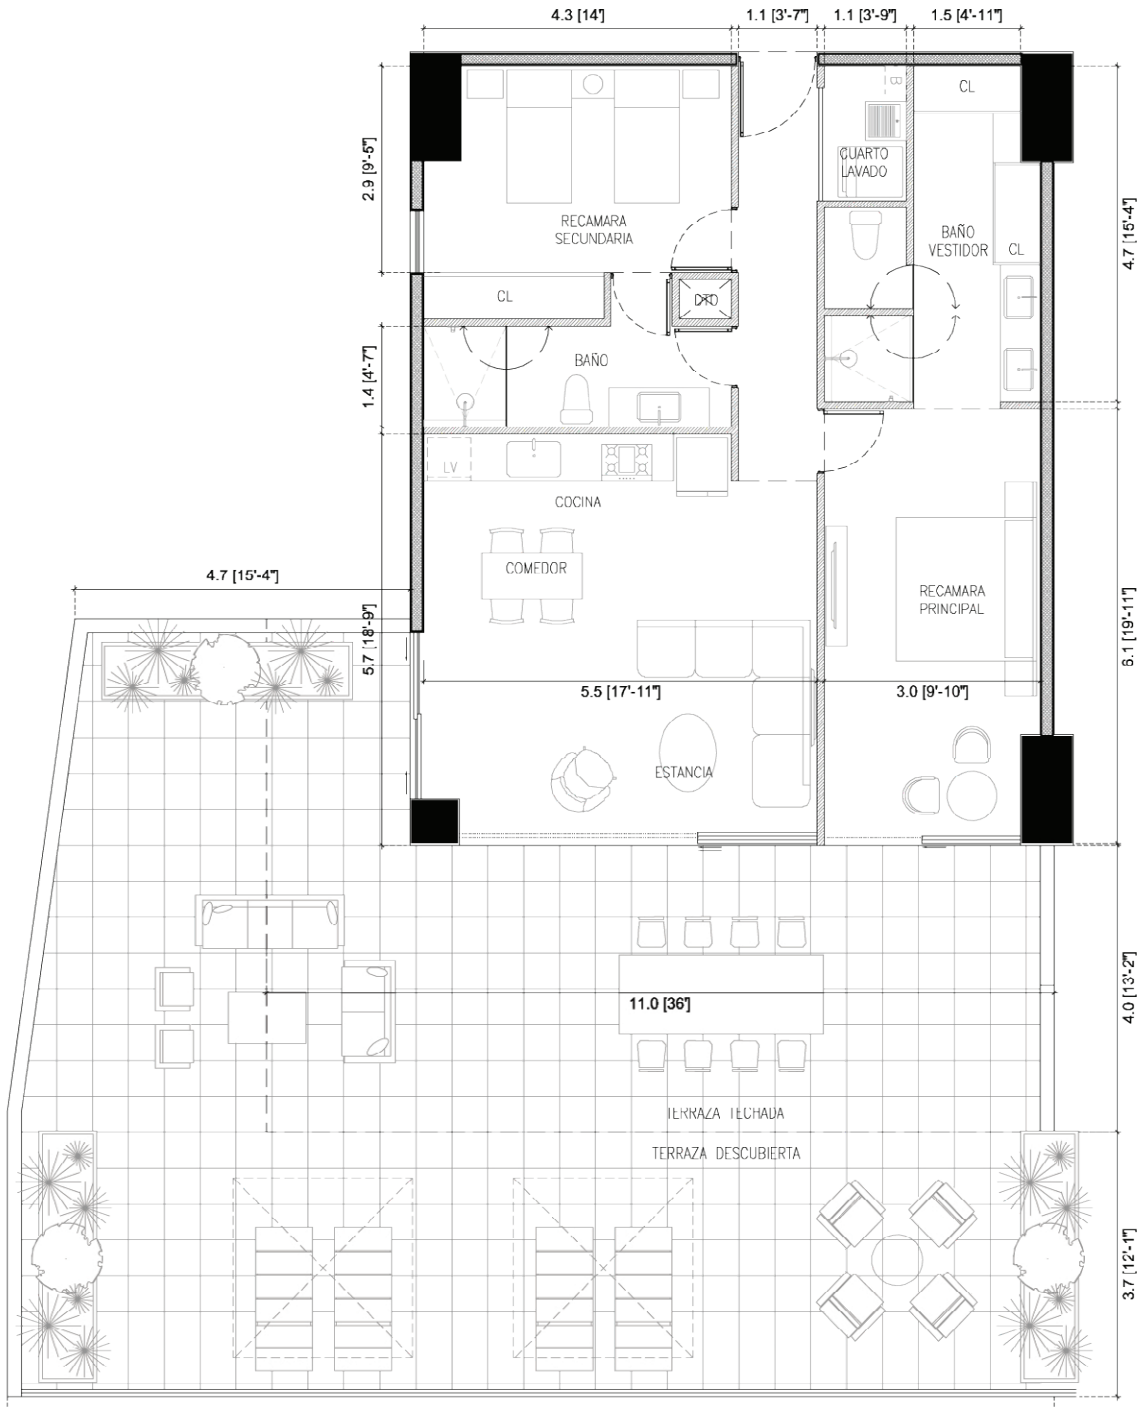 4.3 [14']
1.1 [3'-7"]
1.1 [3'-9"]
1.5 [4'-11"]
CL
B
CUARTO
LAVADO
2.9 [9'-5"]
RECAMARA
SECUNDARIA
BAÑO
VESTIDOR
CL
4.7 [15'-4"]
CL
DTO
BAÑO
1.4 [4'-7"]
LV
COCINA
COMEDOR
4.7 [15'-4"]
RECAMARA
PRINCIPAL
5.7 [18'-9"]
6.1 [19'-11"]
5.5 [17'-11"]
3.0 [9'-10"]
ESTANCIA
11.0 [36']
4.0 [13'-2"]
TERRAZA TECHADA
TERRAZA DESCUBIERTA
3.7 [12'-1"]